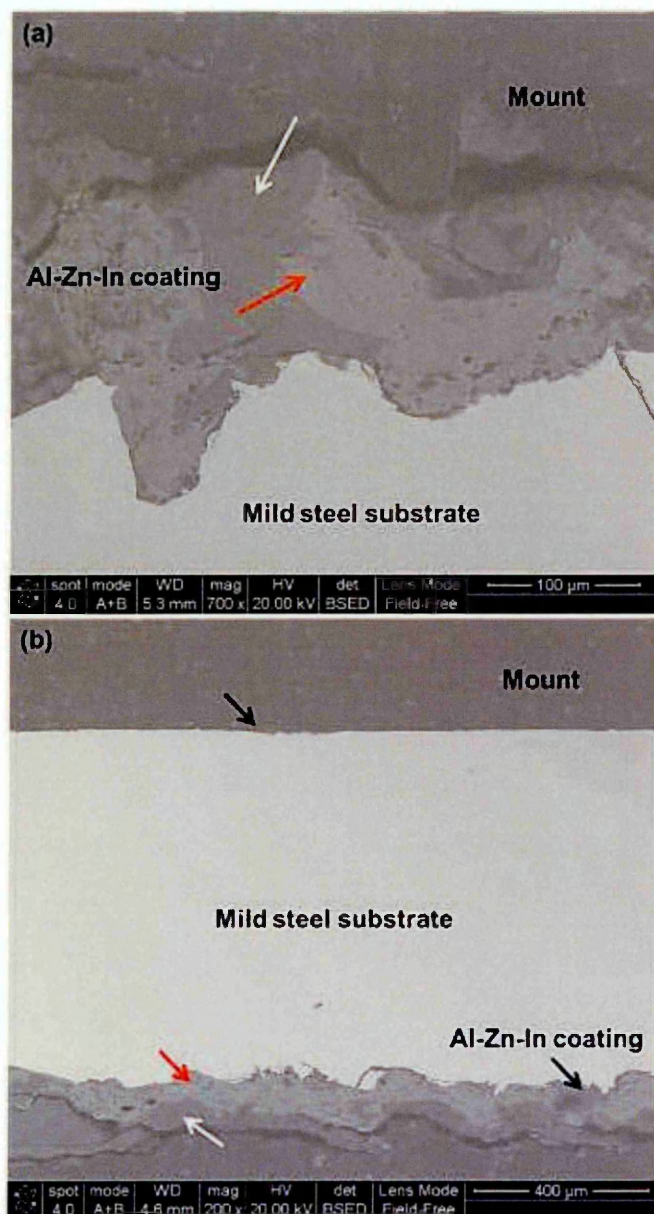 (a)
Mount
Al-Zn-In coating
Mild steel substrate
spot mode WD mag HV det Lens Mode 100 µm
4.0 A+B 5.3 mm 700 x 20.00 kV BSED Field-Free
(b)
Mount
Mild steel substrate
Al-Zn-In coating
spot mode WD mag HV det Lens Mode 400 µm
4.0 A+B 4.6 mm 200 x 20.00 kV BSED Field-Free